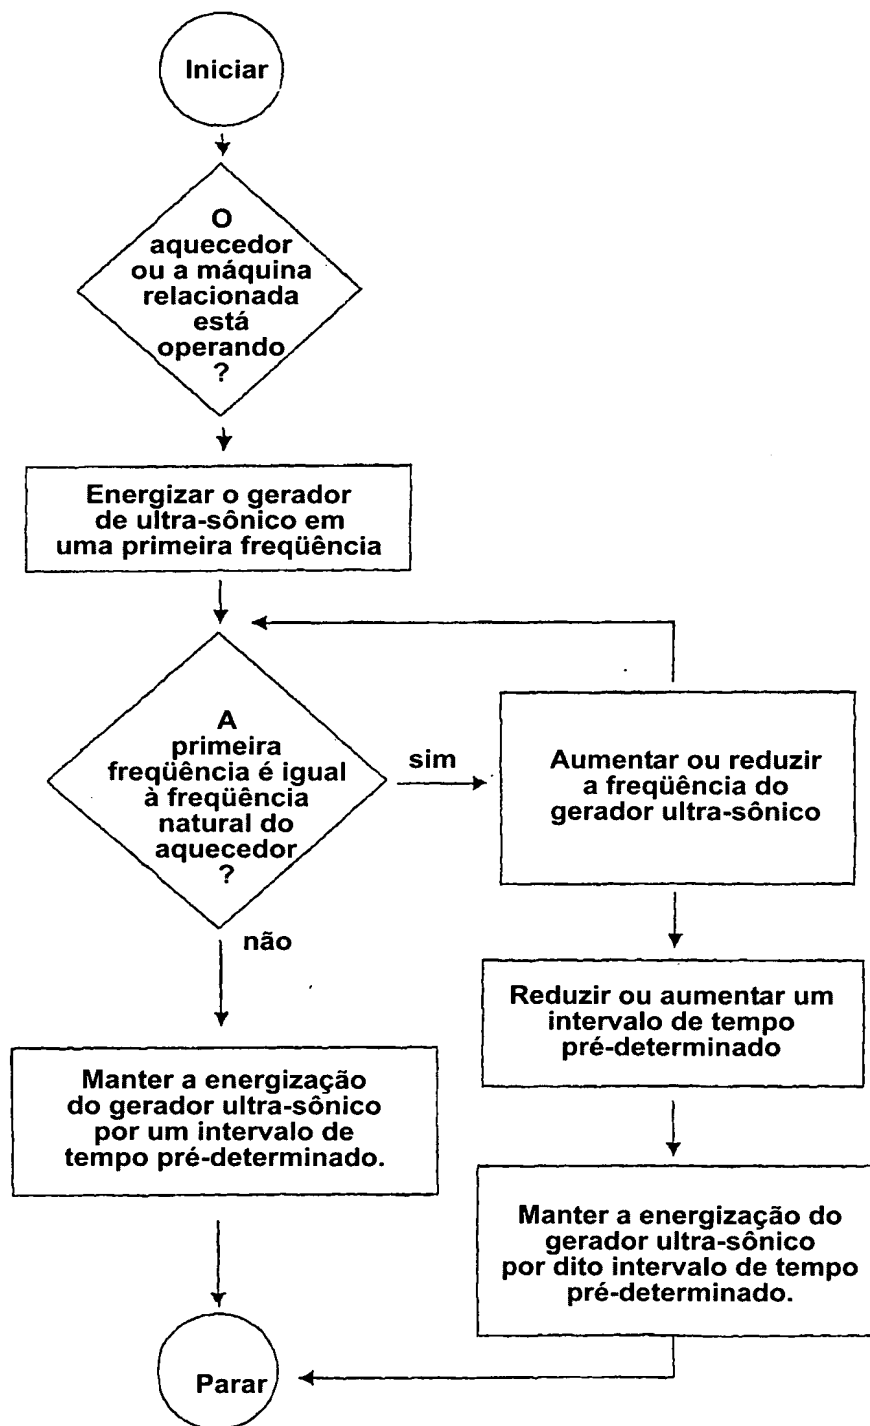 Iniciar
O
aquecedor
ou a máquina
relacionada
está
operando
?
Energizar o gerador
de ultra-sônico em
uma primeira freqüência
A
primeira
freqüência é igual
à freqüência
natural do
aquecedor
?
sim
Aumentar ou reduzir
a freqüência do
gerador ultra-sônico
não
Reduzir ou aumentar um
intervalo de tempo
pré-determinado
Manter a energização
do gerador ultra-sônico
por um intervalo de
tempo pré-determinado.
Manter a energização do
gerador ultra-sônico
por dito intervalo de tempo
pré-determinado.
Parar